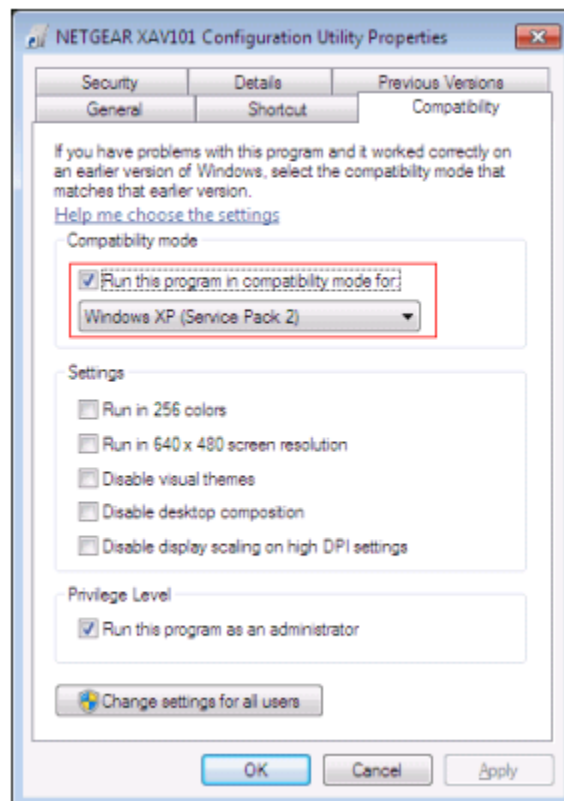 NETGEAR XAV101 Configuration Utility Properties
Security Details Previous Versions
General Shortcut Compatibility
If you have problems with this program and it worked correctly on
an earlier version of Windows, select the compatibility mode that
matches that earlier version.
Help me choose the settings
Compatibility mode
Run this program in compatibility mode for:
Windows XP (Service Pack 2)
Settings
Run in 256 colors
Run in 640 x 480 screen resolution
Disable visual themes
Disable desktop composition
Disable display scaling on high DPI settings
Privilege Level
Run this program as an administrator
Change settings for all users
OK Cancel Apply